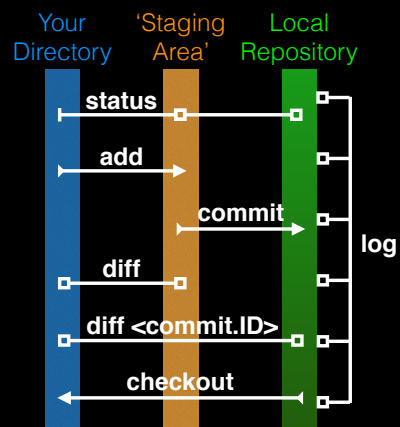 Your Directory
‘Staging Area’
Local Repository
status
add
commit
log
diff
diff <commit.ID>
checkout